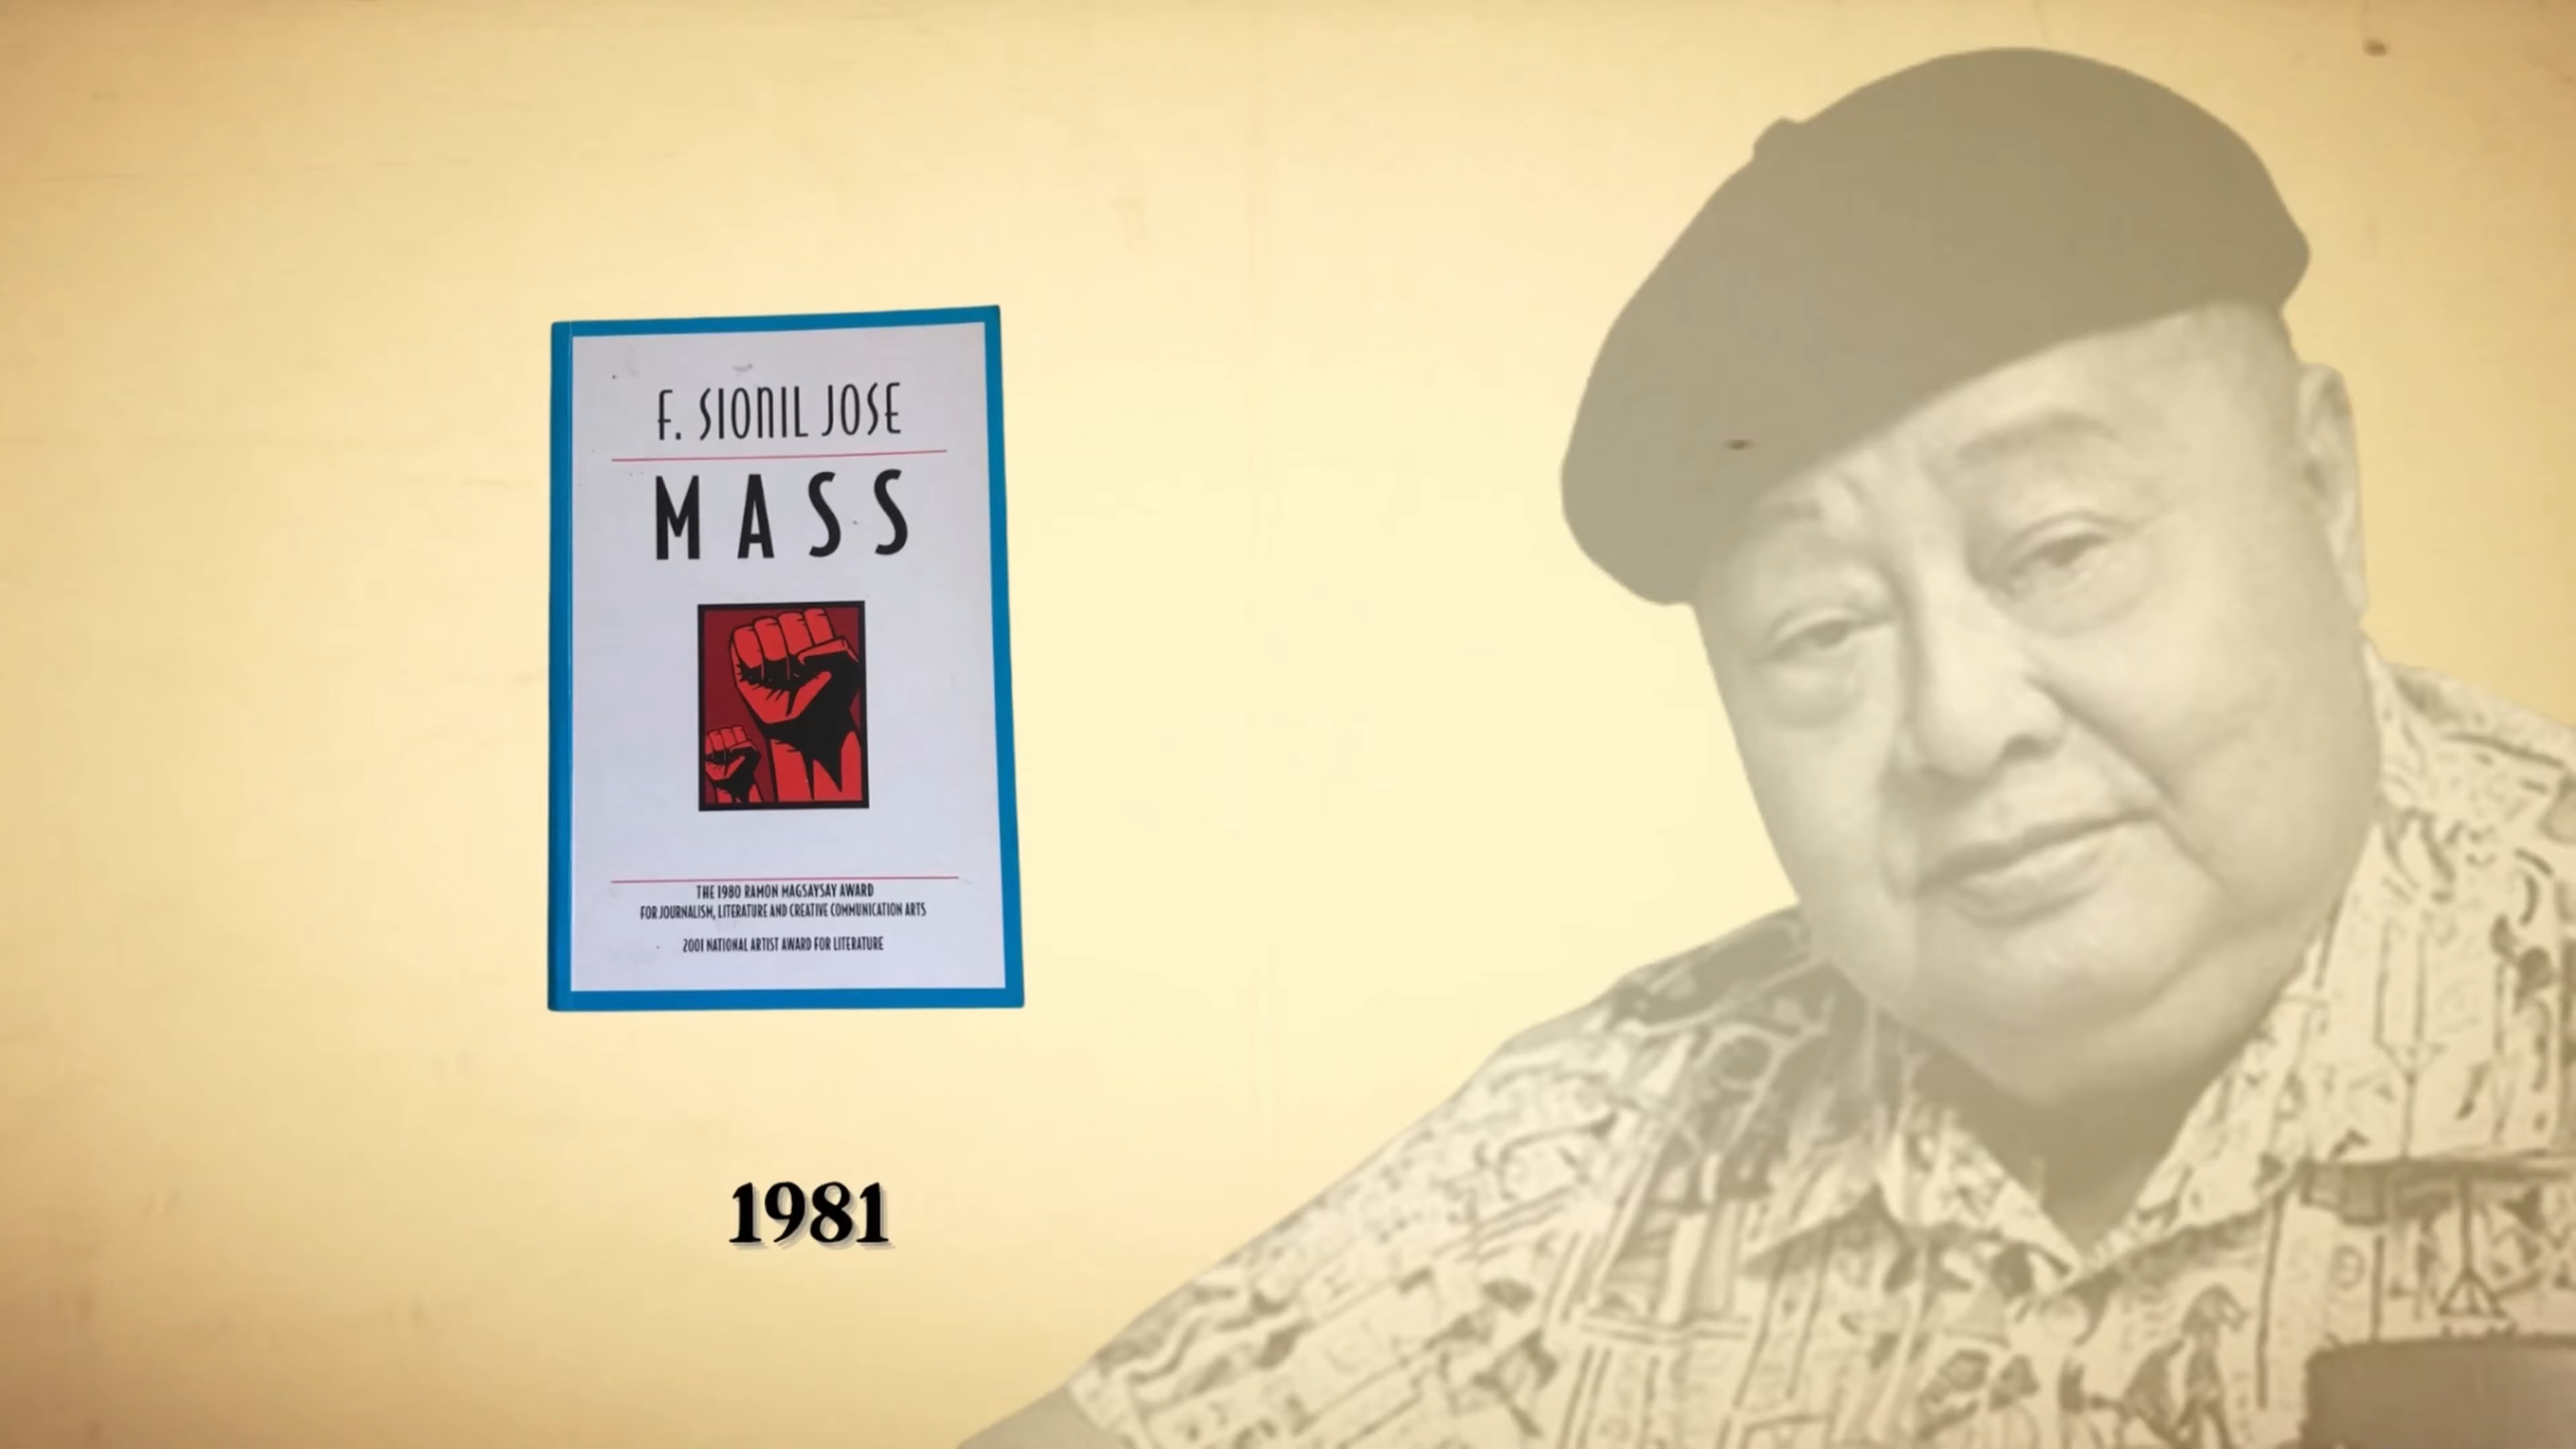 F. SIONIL JOSE
MASS
THE 1980 RAMON MAGSAYSAY AWARD
FOR JOURNALISM, LITERATURE AND CREATIVE COMMUNICATION ARTS
2001 NATIONAL ARTIST AWARD FOR LITERATURE
1981